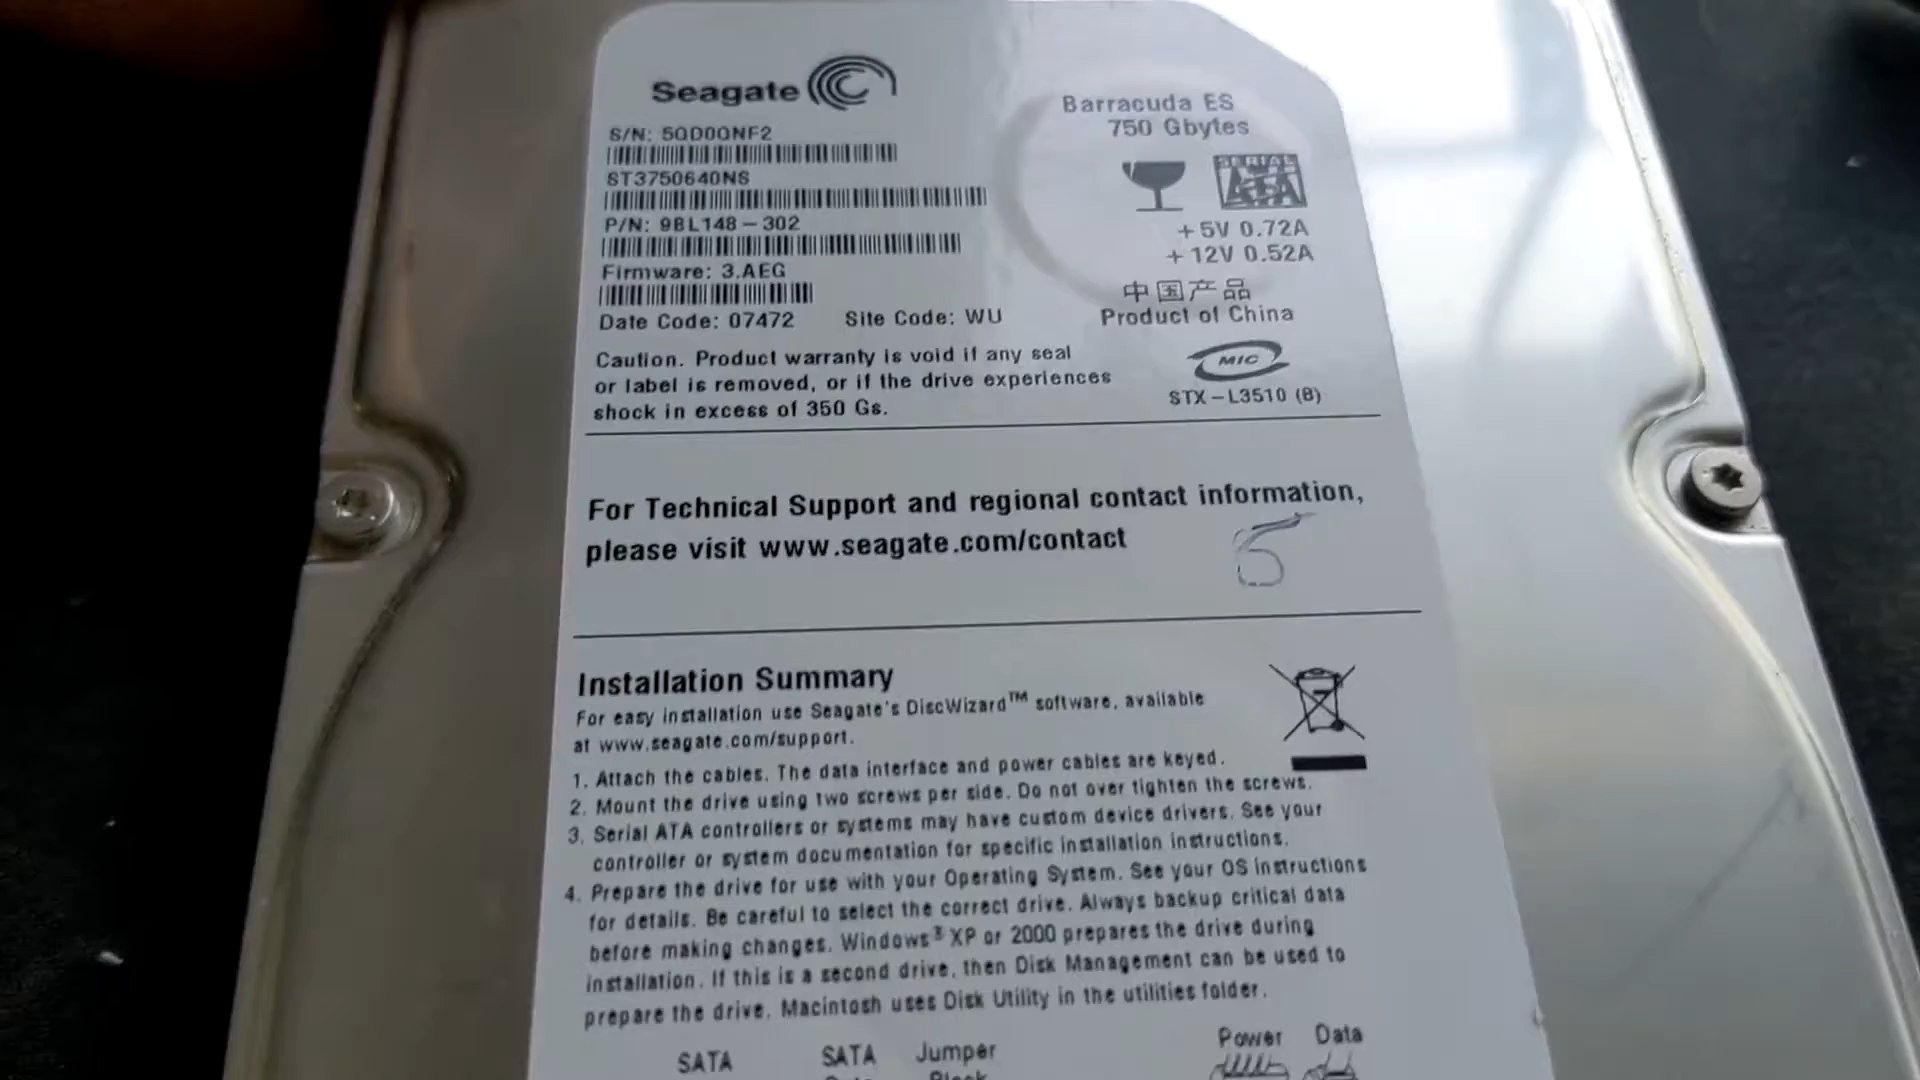 Seagate
S/N: 5QD0QNF2
ST3750640NS
P/N: 9BL148-302
Firmware: 3.AEG
Date Code: 07472 Site Code: WU
Caution. Product warranty is void if any seal
or label is removed, or if the drive experiences
shock in excess of 350 Gs.
Barracuda ES
750 Gbytes
SERIAL
ATA
+5V 0.72A
+12V 0.52A
中国产品
Product of China
MIC
STX-L3510 (B)
For Technical Support and regional contact information,
please visit www.seagate.com/contact
5
Installation Summary
For easy installation use Seagate's DiscWizard™ software, available
at www.seagate.com/support.
1. Attach the cables. The data interface and power cables are keyed.
2. Mount the drive using two screws per side. Do not over tighten the screws.
3. Serial ATA controllers or systems may have custom device drivers. See your
controller or system documentation for specific installation instructions.
4. Prepare the drive for use with your Operating System. See your OS instructions
for details. Be careful to select the correct drive. Always backup critical data
before making changes. Windows® XP or 2000 prepares the drive during
installation. If this is a second drive, then Disk Management can be used to
prepare the drive. Macintosh uses Disk Utility in the utilities folder.
SATA SATA Jumper Power Data